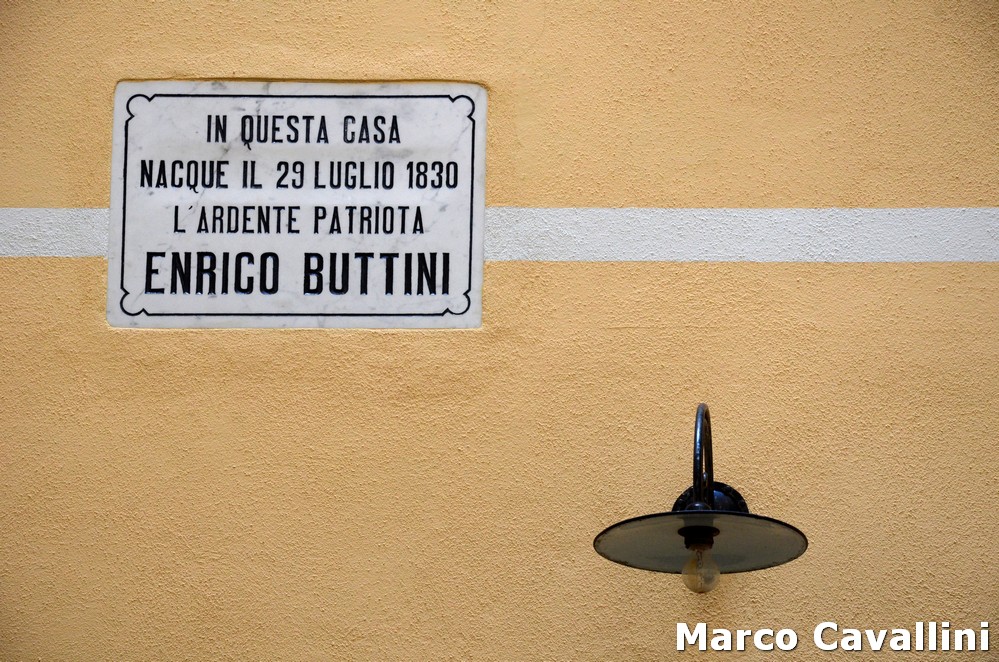 IN QUESTA CASA
NACQUE IL 29 LUGLIO 1830
L'ARDENTE PATRIOTA
ENRICO BUTTINI
Marco Cavallini